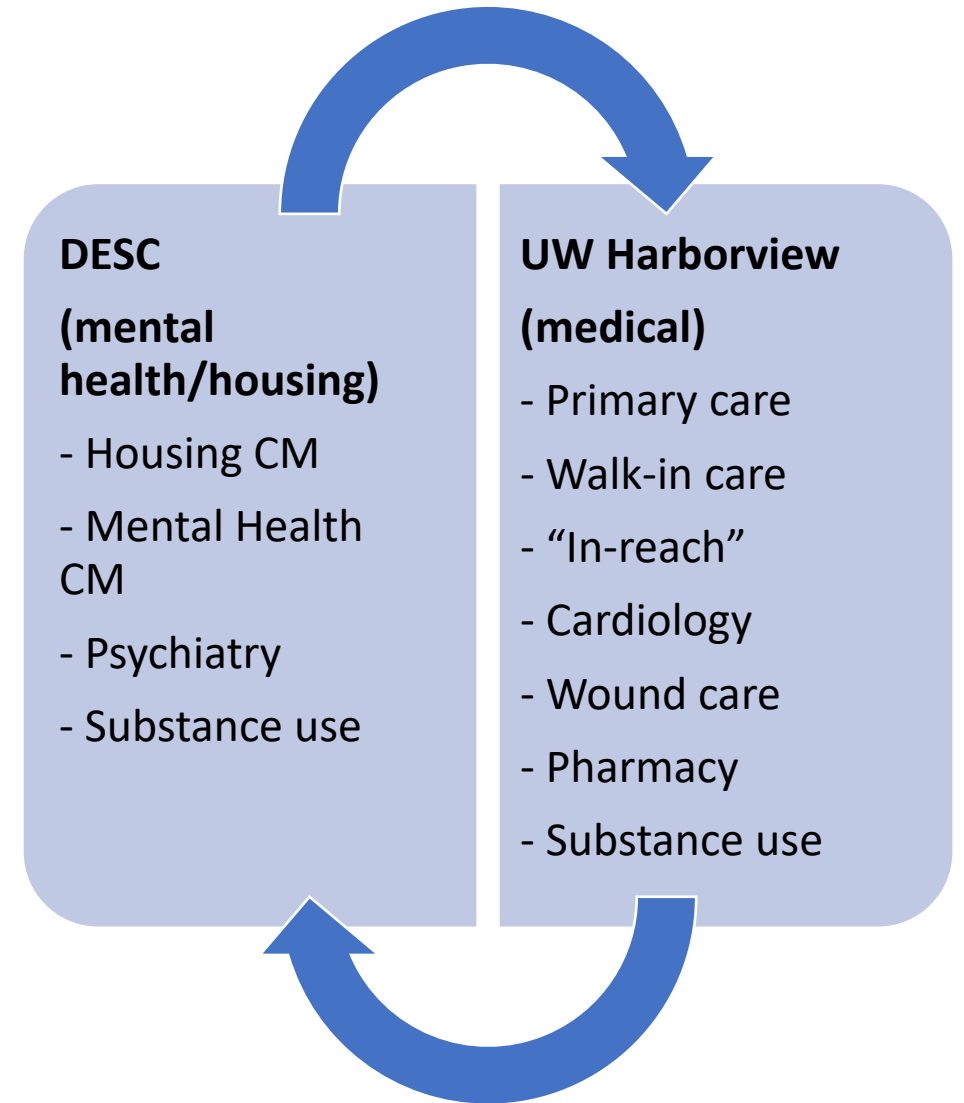 DESC
(mental
health/housing)
- Housing CM
- Mental Health
CM
- Psychiatry
- Substance use
UW Harborview
(medical)
- Primary care
- Walk-in care
- “In-reach”
- Cardiology
- Wound care
- Pharmacy
- Substance use